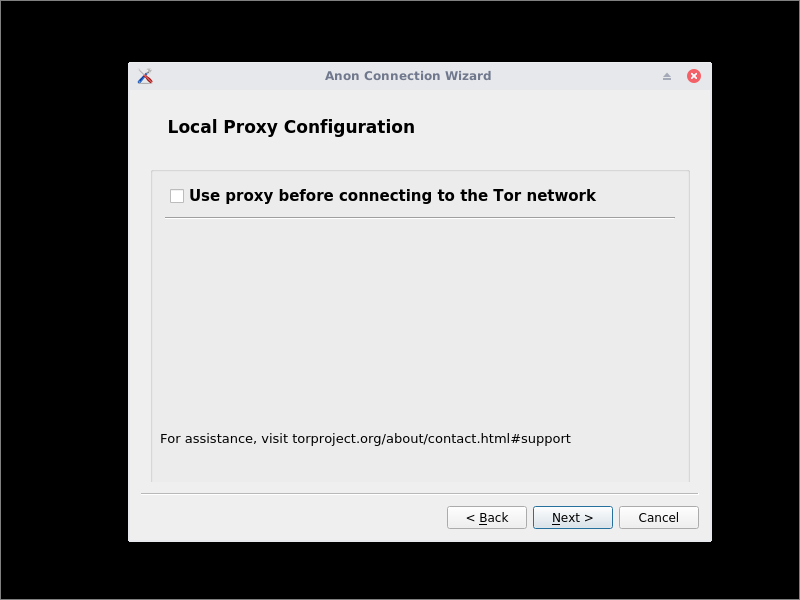 Anon Connection Wizard
Local Proxy Configuration
Use proxy before connecting to the Tor network
For assistance, visit torproject.org/about/contact.html#support
< Back
Next >
Cancel